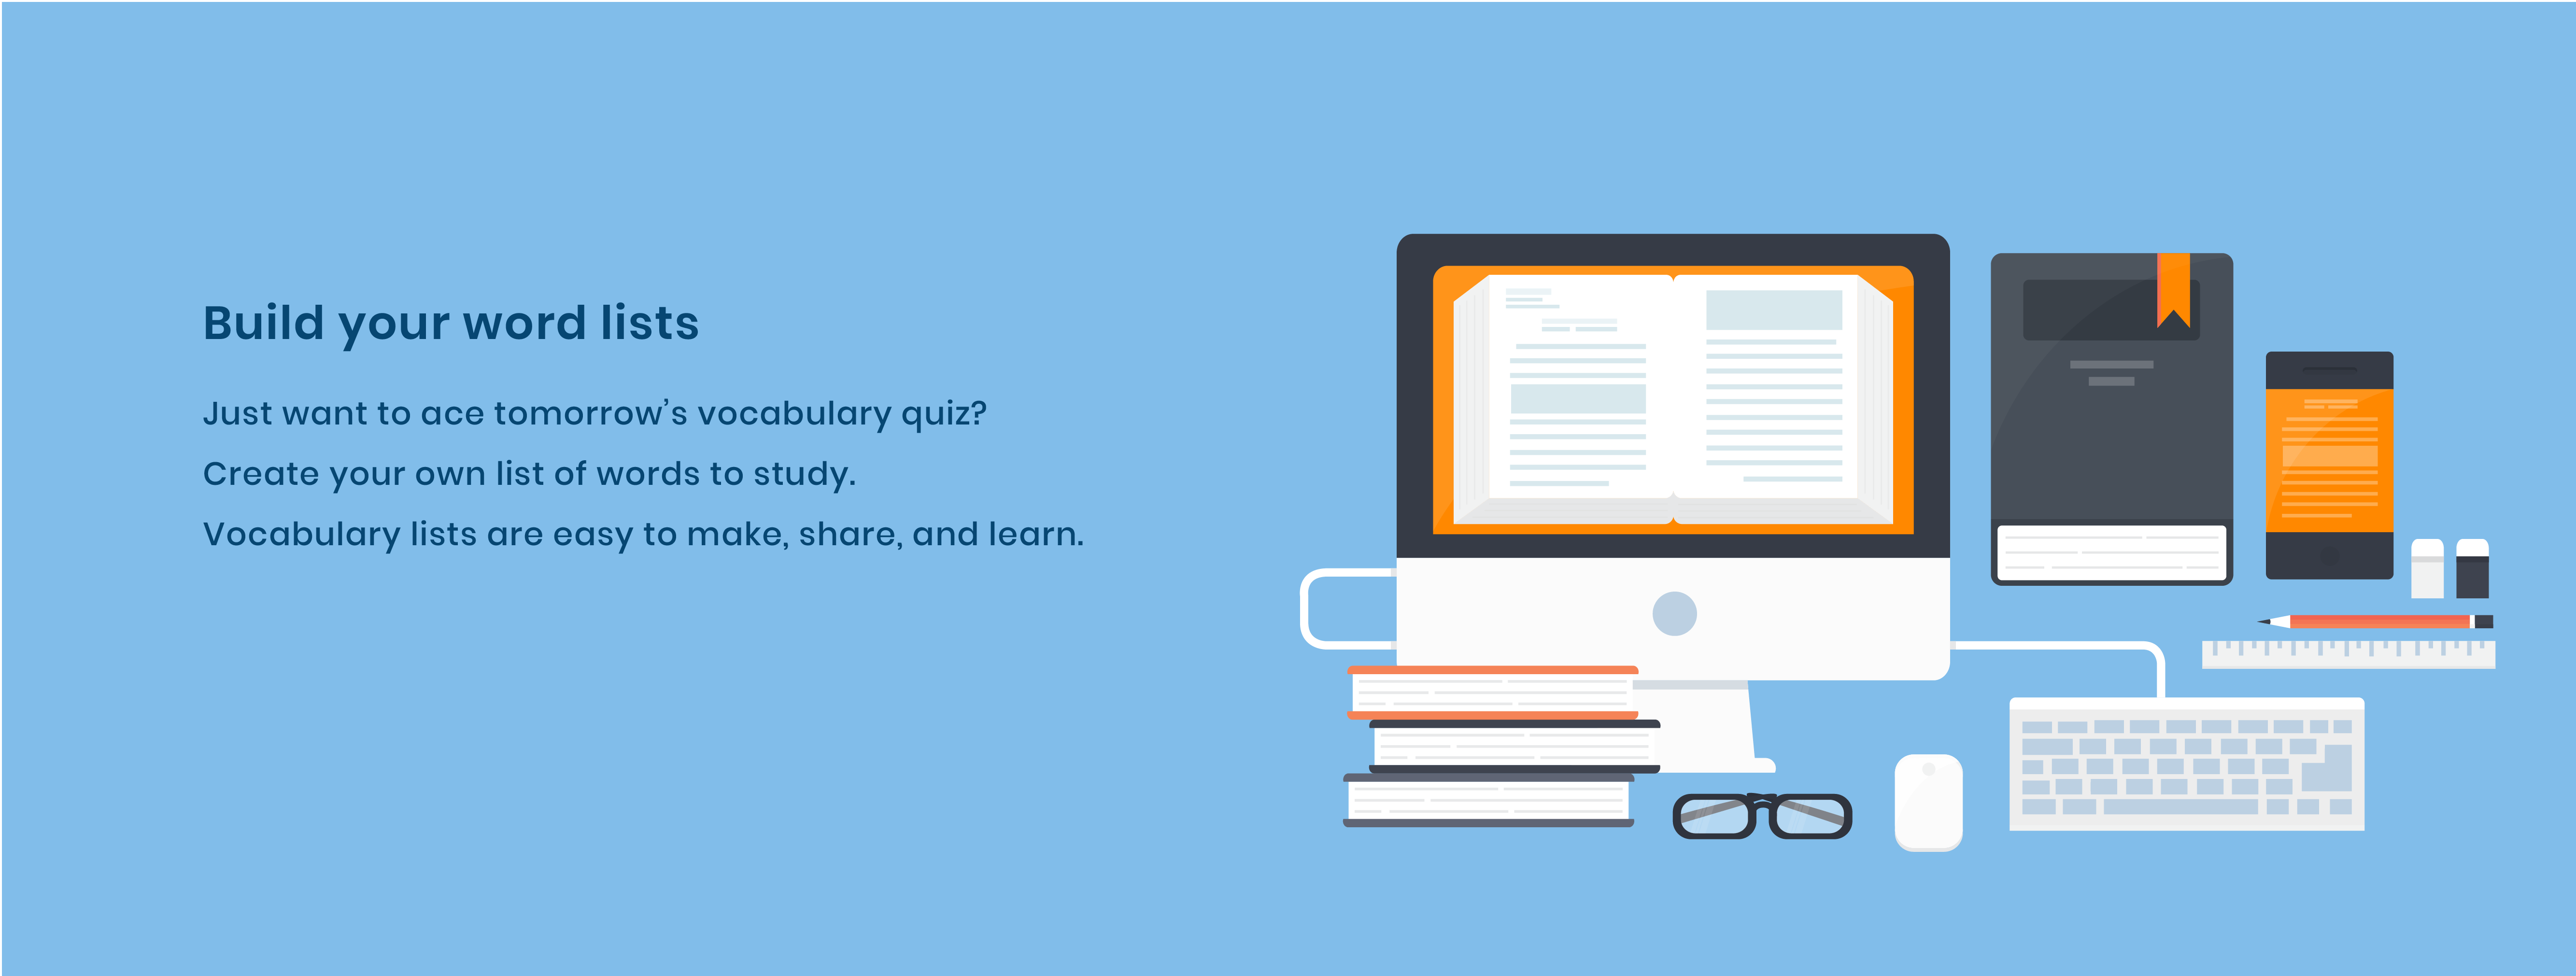 Build your word lists
Just want to ace tomorrow’s vocabulary quiz?
Create your own list of words to study.
Vocabulary lists are easy to make, share, and learn.